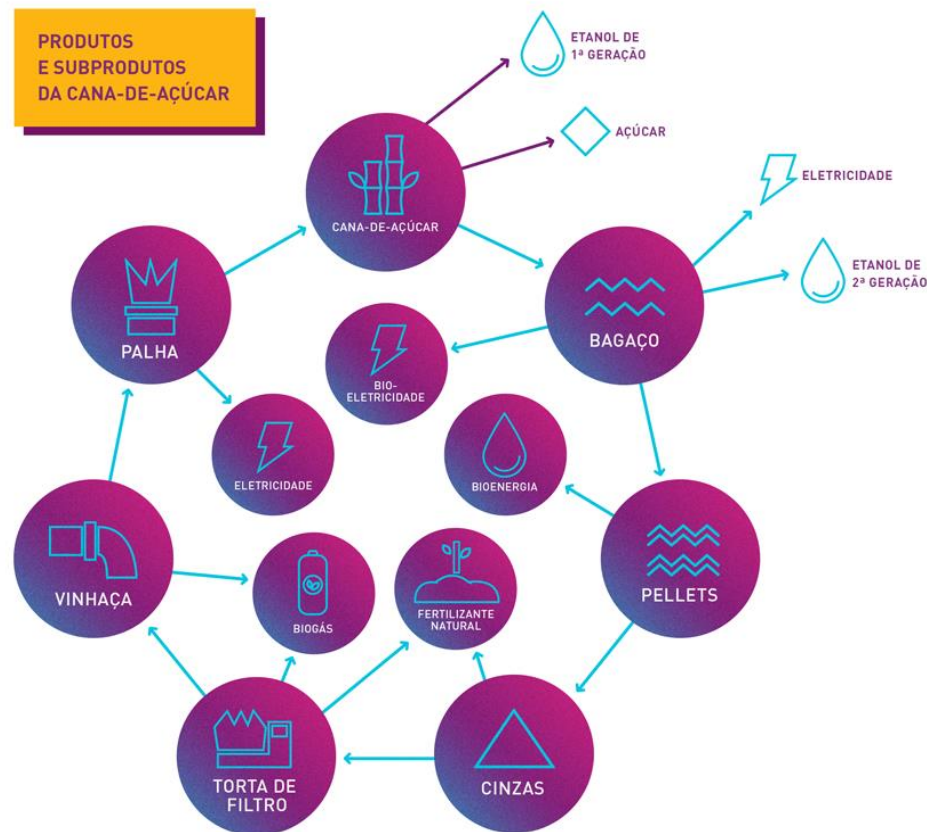 PRODUTOS
E SUBPRODUTOS
DA CANA-DE-AÇÚCAR
ETANOL DE
1ª GERAÇÃO
AÇÚCAR
CANA-DE-AÇÚCAR
ELETRICIDADE
ETANOL DE
2ª GERAÇÃO
BAGAÇO
PALHA
BIO-
ELETRICIDADE
ELETRICIDADE
BIOENERGIA
VINHAÇA
PELLETS
BIOGÁS
FERTILIZANTE
NATURAL
TORTA DE
FILTRO
CINZAS